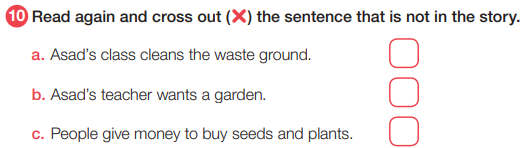 10 Read again and cross out (✗) the sentence that is not in the story.
a. Asad's class cleans the waste ground.
b. Asad's teacher wants a garden.
c. People give money to buy seeds and plants.